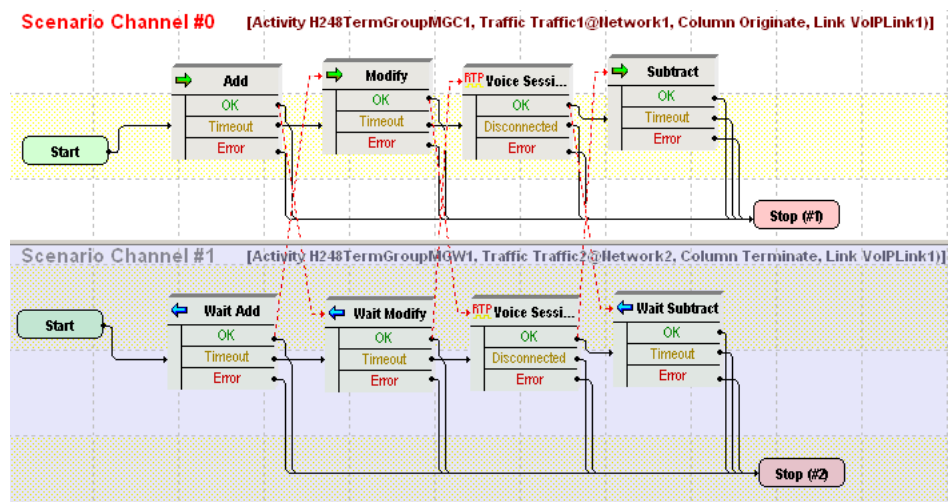 Scenario Channel #0 [Activity H248TermGroupMGC1, Traffic Traffic1@Network1, Column Originate, Link VoIPLink1)]
Add
OK
Timeout
Error
Modify
OK
Timeout
Error
RTP Voice Sessi...
OK
Disconnected
Error
Subtract
OK
Timeout
Error
Start
Stop (#1)
Scenario Channel #1 [Activity H248TermGroupMGW1, Traffic Traffic2@Network2, Column Terminate, Link VoIPLink1)]
Start
Wait Add
OK
Timeout
Error
Wait Modify
OK
Timeout
Error
RTP Voice Sessi...
OK
Disconnected
Error
Wait Subtract
OK
Timeout
Error
Stop (#2)